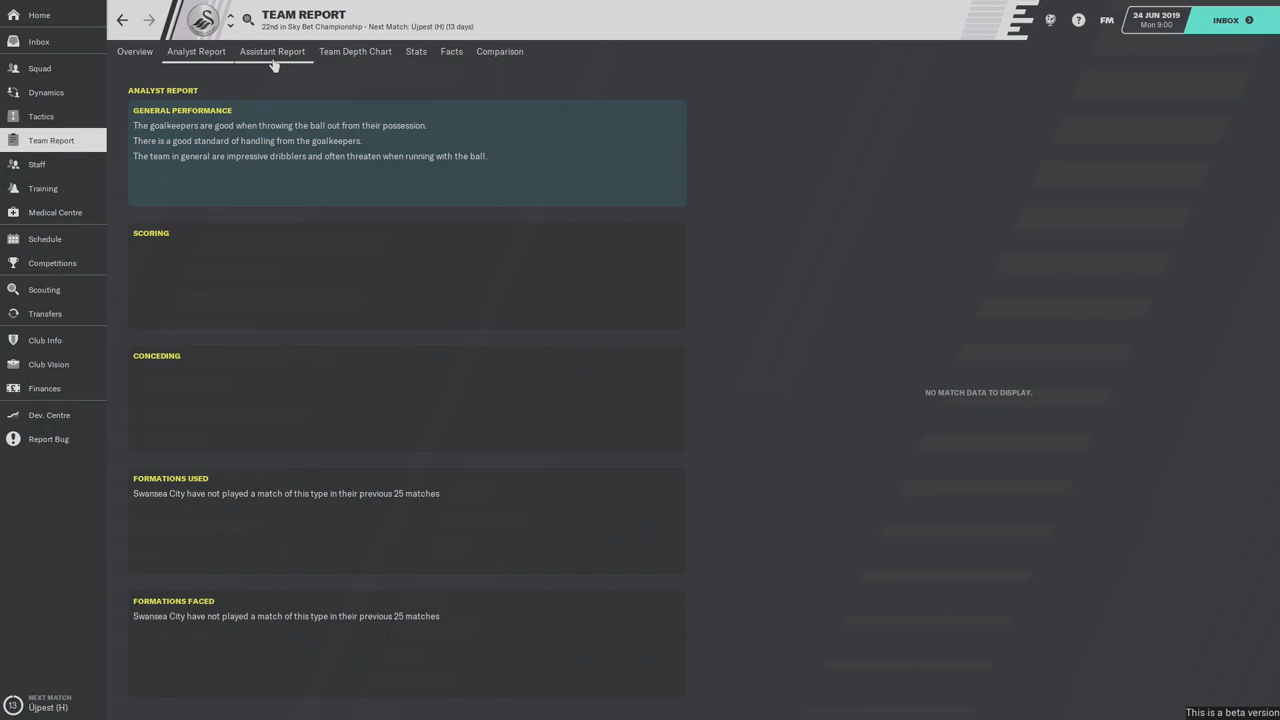 Home
TEAM REPORT
22nd in Sky Bet Championship - Next Match: Újpest (H) (13 days)
FM
24 JUN 2019
Mon 9:00
INBOX
Inbox
Squad
Dynamics
Tactics
Team Report
Staff
Training
Medical Centre
Schedule
Competitions
Scouting
Transfers
Club Info
Club Vision
Finances
Dev. Centre
Report Bug
13
NEXT MATCH
Újpest (H)
Overview Analyst Report Assistant Report Team Depth Chart Stats Facts Comparison
ANALYST REPORT
GENERAL PERFORMANCE
The goalkeepers are good when throwing the ball out from their possession.
There is a good standard of handling from the goalkeepers.
The team in general are impressive dribblers and often threaten when running with the ball.
SCORING
CONCEDING
FORMATIONS USED
Swansea City have not played a match of this type in their previous 25 matches
FORMATIONS FACED
Swansea City have not played a match of this type in their previous 25 matches
NO MATCH DATA TO DISPLAY.
This is a beta version